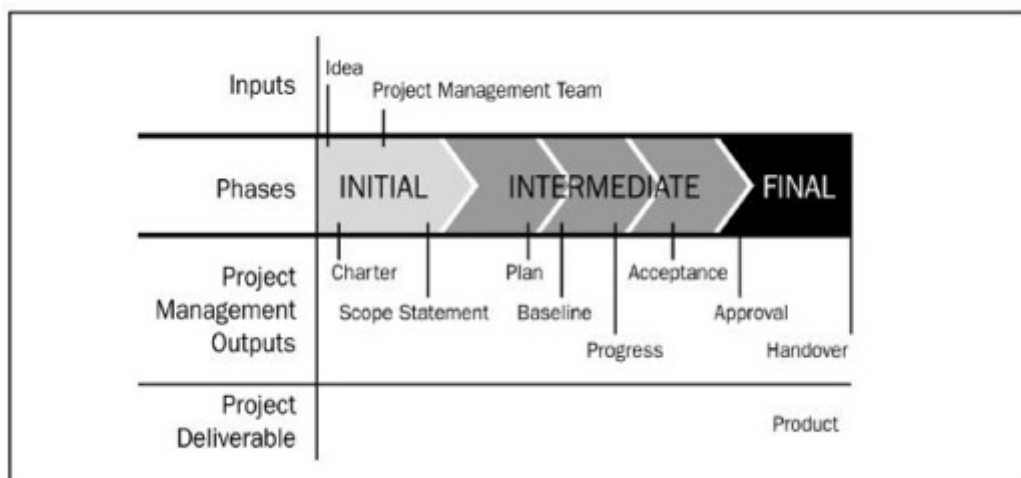 Idea
Inputs
Project Management Team
Phases
INITIAL
INTERMEDIATE
FINAL
Project
Management
Outputs
Charter
Plan
Acceptance
Scope Statement
Baseline
Approval
Progress
Handover
Project
Deliverable
Product